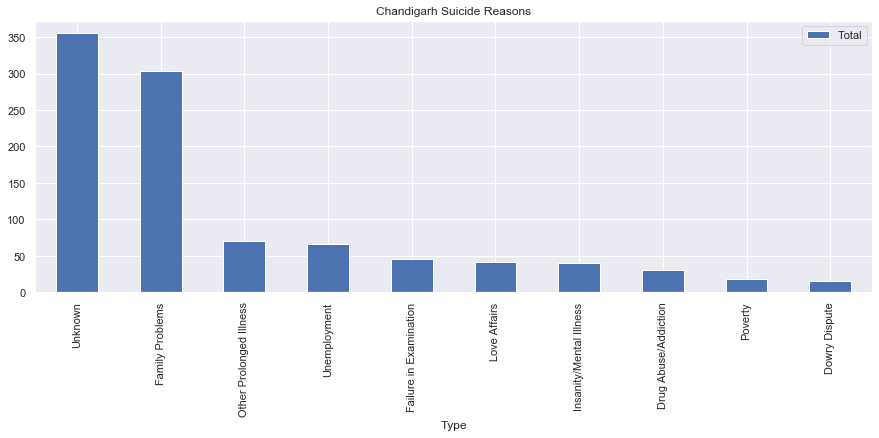 Chandigarh Suicide Reasons
Total
350
300
250
200
150
100
50
0
Unknown
Family Problems
Other Prolonged Illness
Unemployment
Failure in Examination
Love Affairs
Insanity/Mental Illness
Drug Abuse/Addiction
Poverty
Dowry Dispute
Type